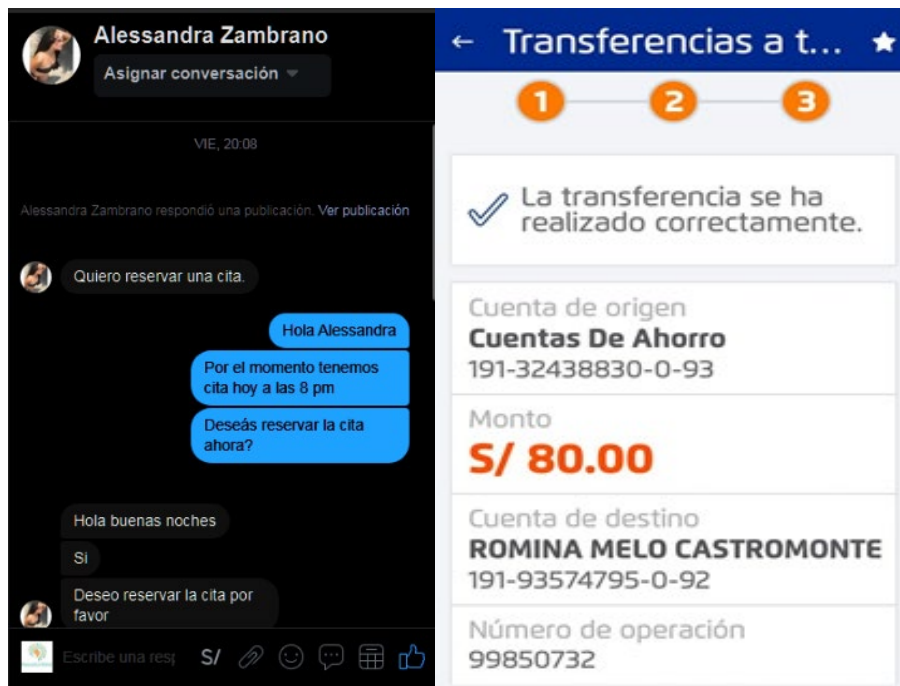 Alessandra Zambrano
Asignar conversación
VIE, 20:08
Alessandra Zambrano respondió una publicación. Ver publicación
Quiero reservar una cita.
Hola Alessandra
Por el momento tenemos
cita hoy a las 8 pm
Deseás reservar la cita
ahora?
Hola buenas noches
Si
Deseo reservar la cita por
favor
Escribe una resp
S/
Transferencias a t...
1
2
3
La transferencia se ha
realizado correctamente.
Cuenta de origen
Cuentas De Ahorro
191-32438830-0-93
Monto
S/ 80.00
Cuenta de destino
ROMINA MELO CASTROMONTE
191-93574795-0-92
Número de operación
99850732